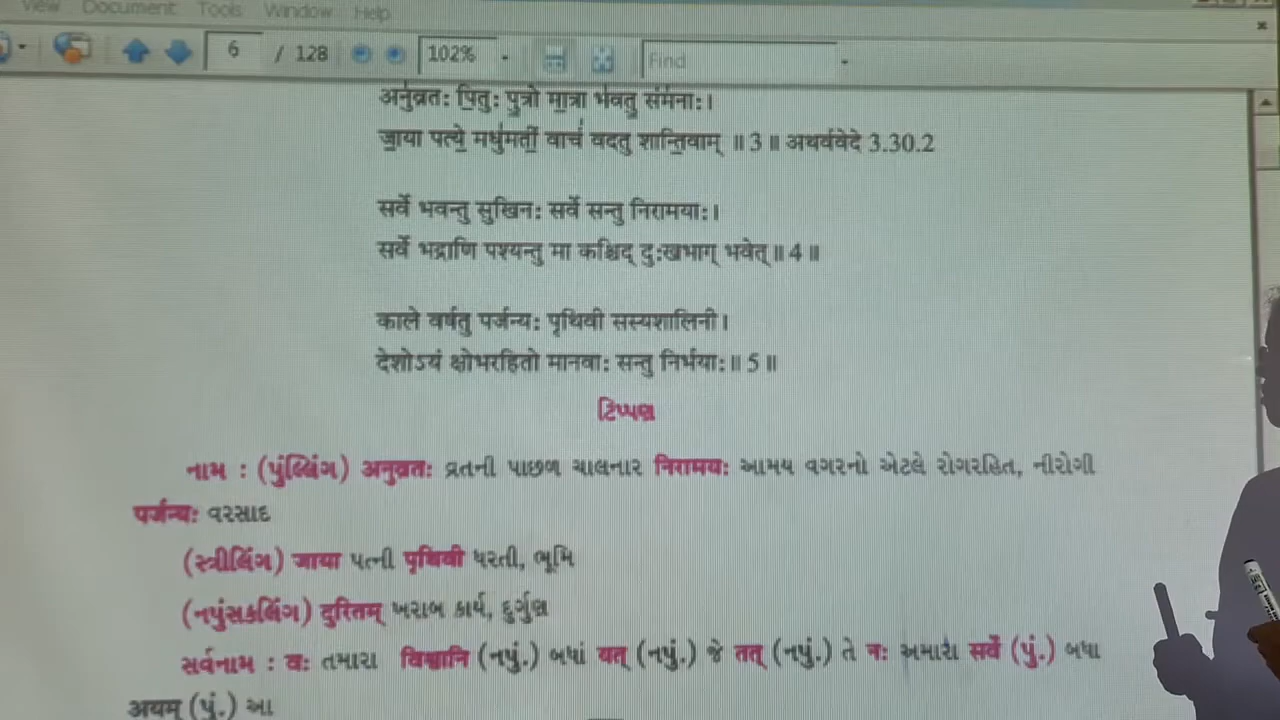 View Document Tools Window Help
6 / 128 102% Find
अनु॑व्रतः पि॒तुः पु॒त्रो मा॒त्रा भ॑वतु॒ संम॑नाः।
जा॒या पत्ये॒ मधु॑मतीं॒ वाचं॑ वदतु शान्ति॒वाम् ॥ 3 ॥ अथर्ववेदे 3.30.2
सर्वे भवन्तु सुखिनः सर्वे सन्तु निरामयाः।
सर्वे भद्राणि पश्यन्तु मा कश्चिद् दुःखभाग् भवेत् ॥ 4 ॥
काले वर्षतु पर्जन्यः पृथिवी सस्यशालिनी।
देशोऽयं क्षोभरहितो मानवाः सन्तु निर्भयाः ॥ 5 ॥
ટિપ્પણ
નામ : (પુંલ્લિંગ) अनुव्रतः વ્રતની પાછળ ચાલનાર निरामयः આમય વગરનો એટલે રોગરહિત, નીરોગી
पर्जन्यः વરસાદ
(સ્ત્રીલિંગ) जाया પત્ની पृथिवी ધરતી, ભૂમિ
(નપુંસકલિંગ) दुरितम् ખરાબ કાર્ય, દુર્ગુણ
સર્વનામ : वः તમારા विश्वानि (નપું.) બધાં यत् (નપું.) જે तत् (નપું.) તે नः અમારા सर्वे (પું.) બધા
अयम् (પું.) આ